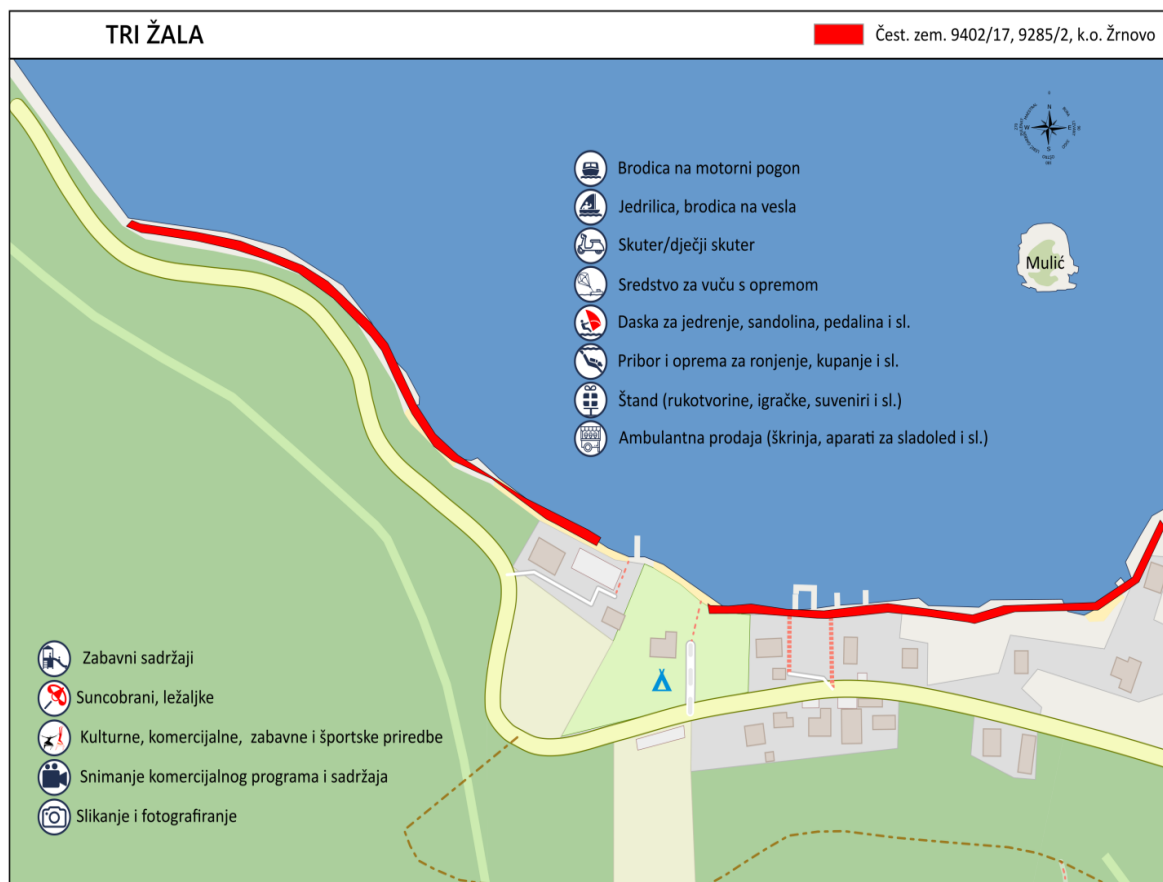 TRI ŽALA
Čest. zem. 9402/17, 9285/2, k.o. Žrnovo
N
W
E
S
Brodica na motorni pogon
Jedrilica, brodica na vesla
Skuter/dječji skuter
Mulić
Sredstvo za vuču s opremom
Daska za jedrenje, sandolina, pedalina i sl.
Pribor i oprema za ronjenje, kupanje i sl.
Štand (rukotvorine, igračke, suveniri i sl.)
Ambulantna prodaja (škrinja, aparati za sladoled i sl.)
Zabavni sadržaji
Suncobrani, ležaljke
Kulturne, komercijalne, zabavne i športske priredbe
Snimanje komercijalnog programa i sadržaja
Slikanje i fotografiranje